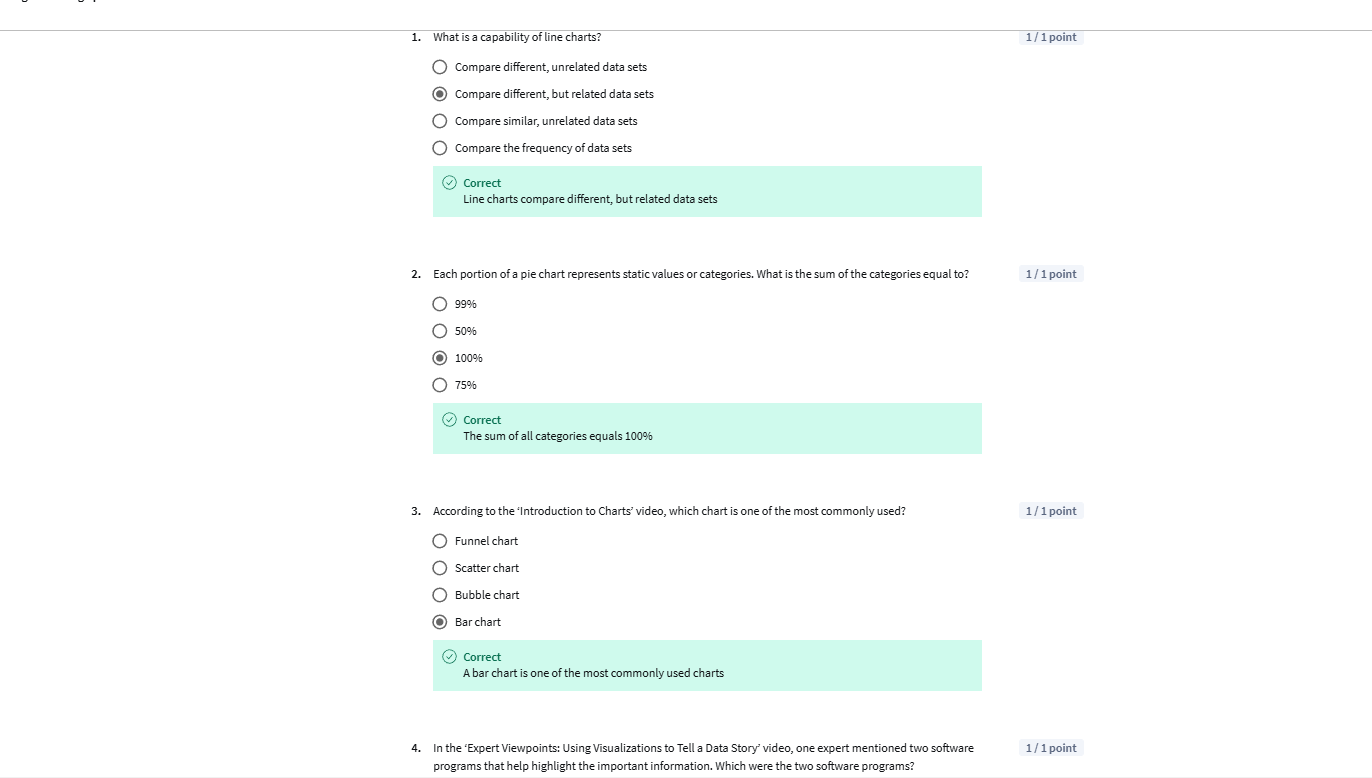 1. What is a capability of line charts? 1 / 1 point
Compare different, unrelated data sets
Compare different, but related data sets
Compare similar, unrelated data sets
Compare the frequency of data sets
Correct
Line charts compare different, but related data sets
2. Each portion of a pie chart represents static values or categories. What is the sum of the categories equal to? 1 / 1 point
99%
50%
100%
75%
Correct
The sum of all categories equals 100%
3. According to the ‘Introduction to Charts’ video, which chart is one of the most commonly used? 1 / 1 point
Funnel chart
Scatter chart
Bubble chart
Bar chart
Correct
A bar chart is one of the most commonly used charts
4. In the ‘Expert Viewpoints: Using Visualizations to Tell a Data Story’ video, one expert mentioned two software 1 / 1 point
programs that help highlight the important information. Which were the two software programs?